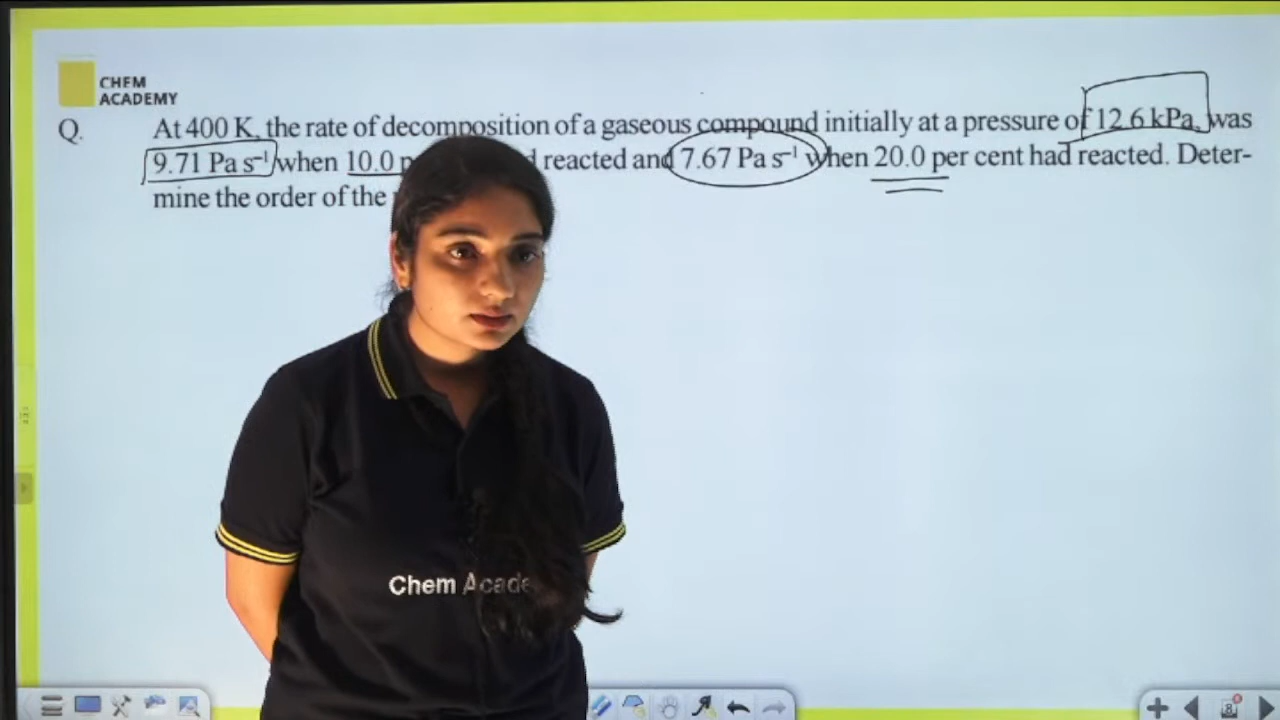 CHEM
ACADEMY
Q. At 400 K, the rate of decomposition of a gaseous compound initially at a pressure of 12.6 kPa, was
9.71 Pa s⁻¹ when 10.0 reacted and 7.67 Pa s⁻¹ when 20.0 per cent had reacted. Deter-
mine the order of the
Chem Acade
8